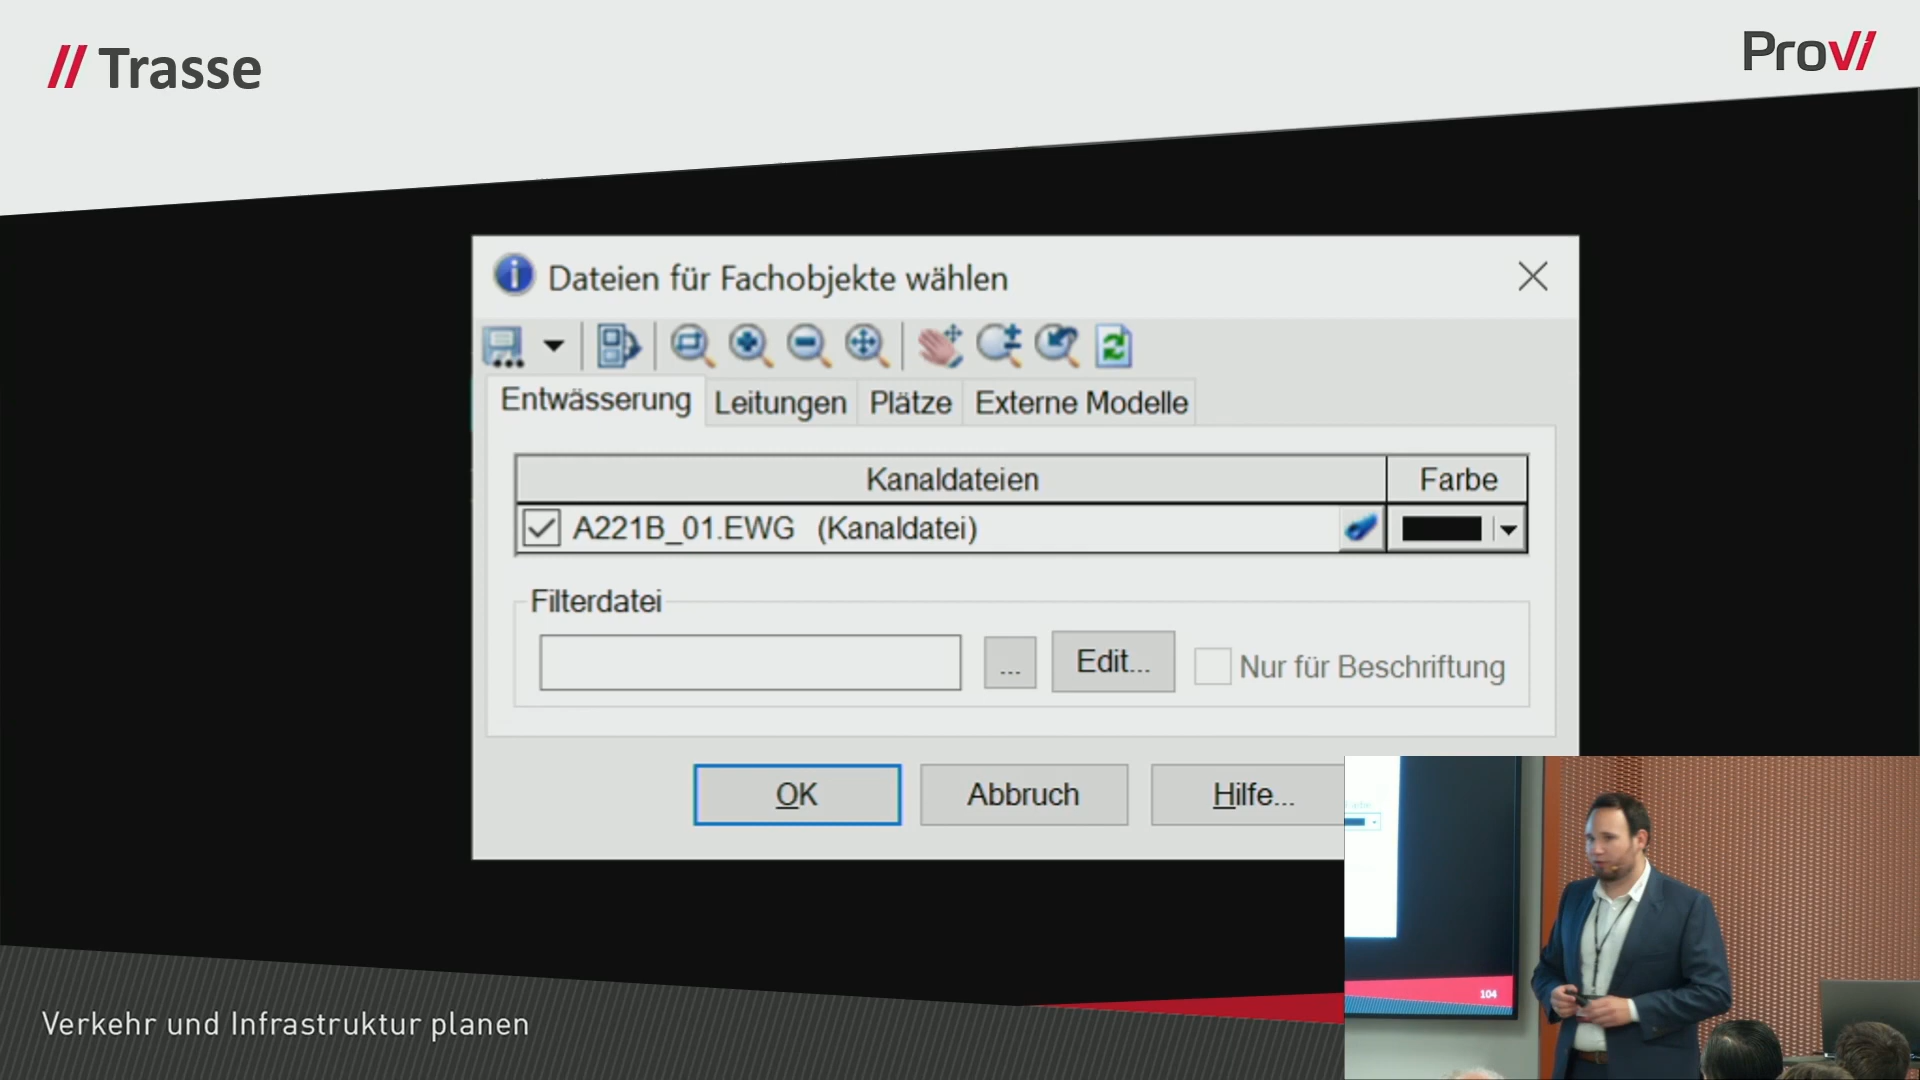 // Trasse
ProVI
Dateien für Fachobjekte wählen
Entwässerung Leitungen Plätze Externe Modelle
Kanaldateien Farbe
A221B_01.EWG (Kanaldatei)
Filterdatei
... Edit... Nur für Beschriftung
OK Abbruch Hilfe...
104
Verkehr und Infrastruktur planen